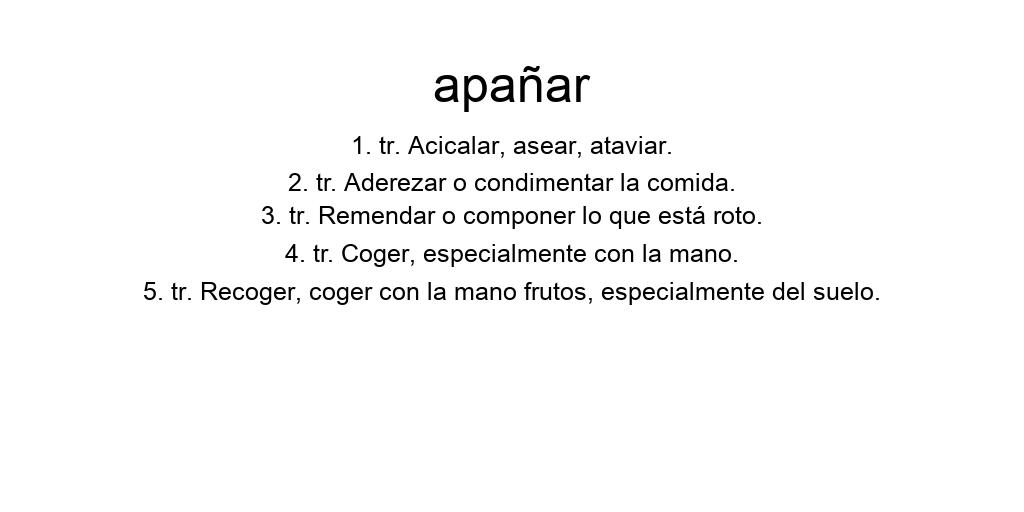 apañar
1. tr. Acicalar, asear, ataviar.
2. tr. Aderezar o condimentar la comida.
3. tr. Remendar o componer lo que está roto.
4. tr. Coger, especialmente con la mano.
5. tr. Recoger, coger con la mano frutos, especialmente del suelo.